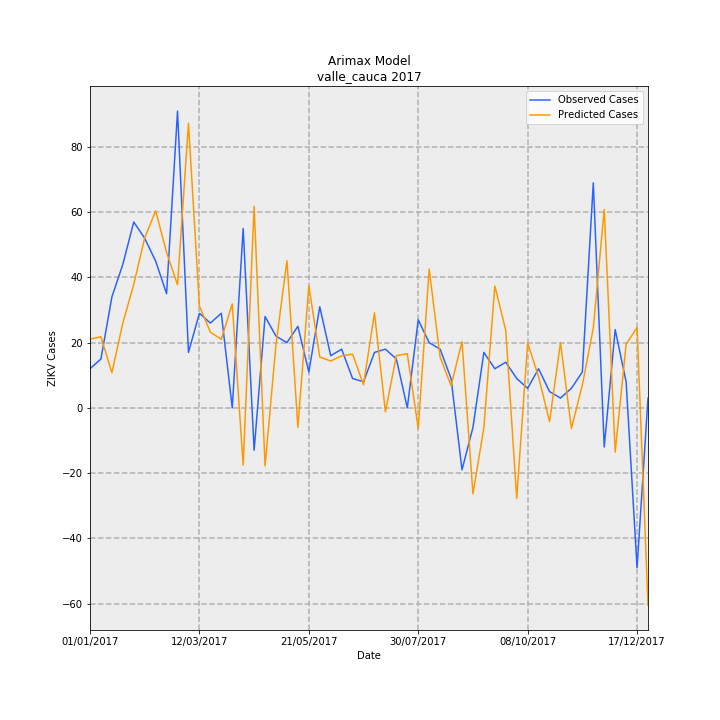 Arimax Model
valle_cauca 2017
Observed Cases
Predicted Cases
80
60
40
20
0
−20
−40
−60
ZIKV Cases
01/01/2017 12/03/2017 21/05/2017 30/07/2017 08/10/2017 17/12/2017
Date